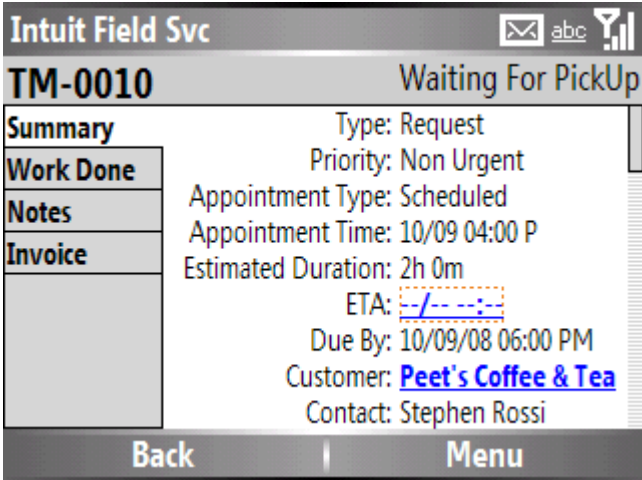 Intuit Field Svc abc
TM-0010 Waiting For PickUp
Summary
Work Done
Notes
Invoice
Type: Request
Priority: Non Urgent
Appointment Type: Scheduled
Appointment Time: 10/09 04:00 P
Estimated Duration: 2h 0m
ETA: --/-- --:--
Due By: 10/09/08 06:00 PM
Customer: Peet's Coffee & Tea
Contact: Stephen Rossi
Back Menu